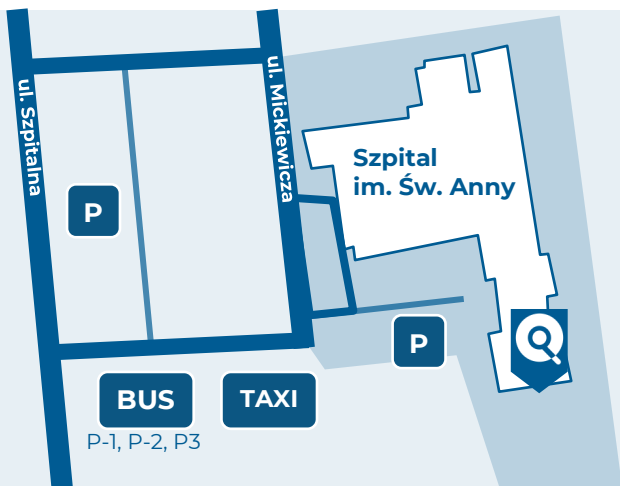 ul. Szpitalna
ul. Mickiewicza
Szpital
im. Św. Anny
P
P
BUS
TAXI
P-1, P-2, P3